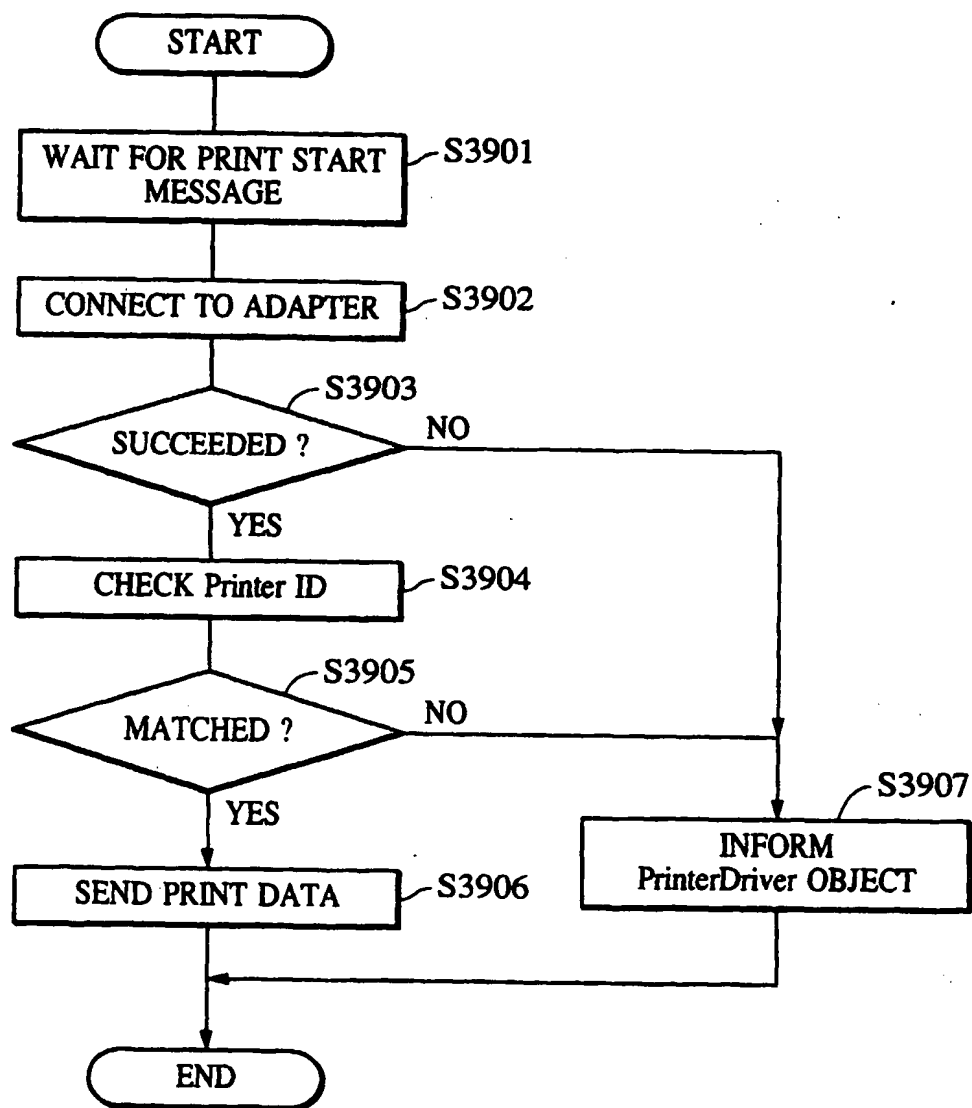 START
WAIT FOR PRINT START
MESSAGE
S3901
CONNECT TO ADAPTER
S3902
S3903
SUCCEEDED ?
NO
YES
CHECK Printer ID
S3904
S3905
MATCHED ?
NO
YES
S3907
INFORM
PrinterDriver OBJECT
SEND PRINT DATA
S3906
END